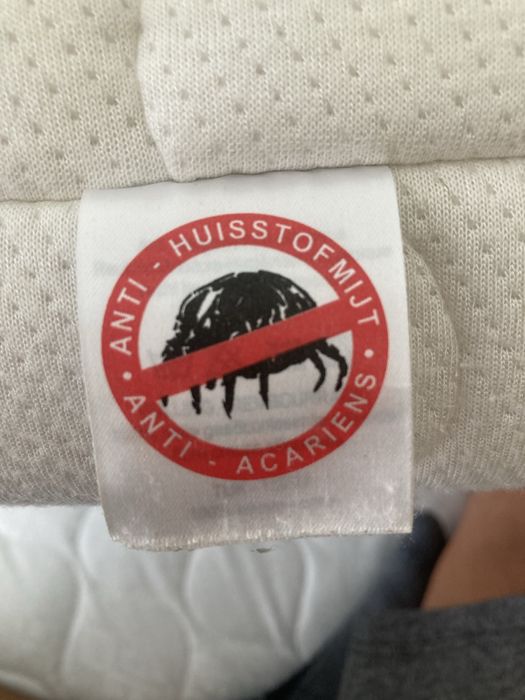 • ANTI - HUISSTOFMIJT •
ANTI - ACARIENS